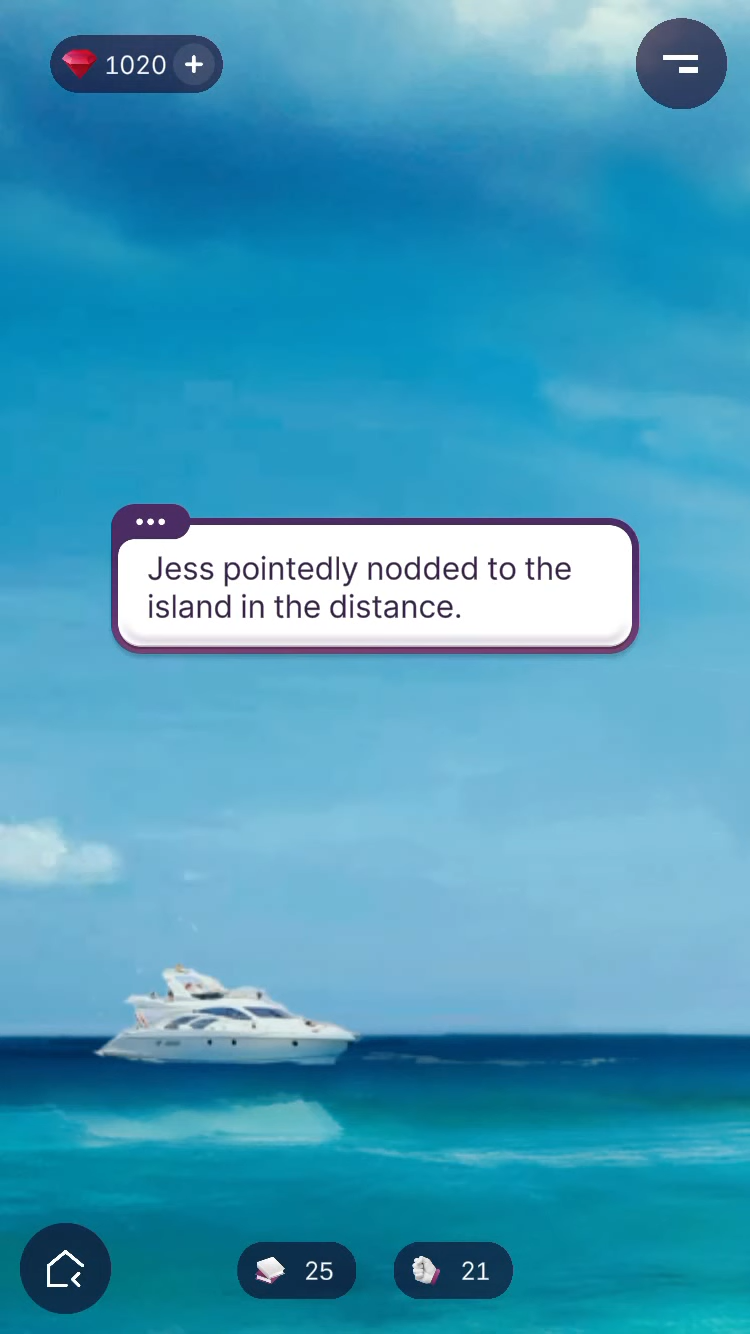 1020
Jess pointedly nodded to the
island in the distance.
25
21